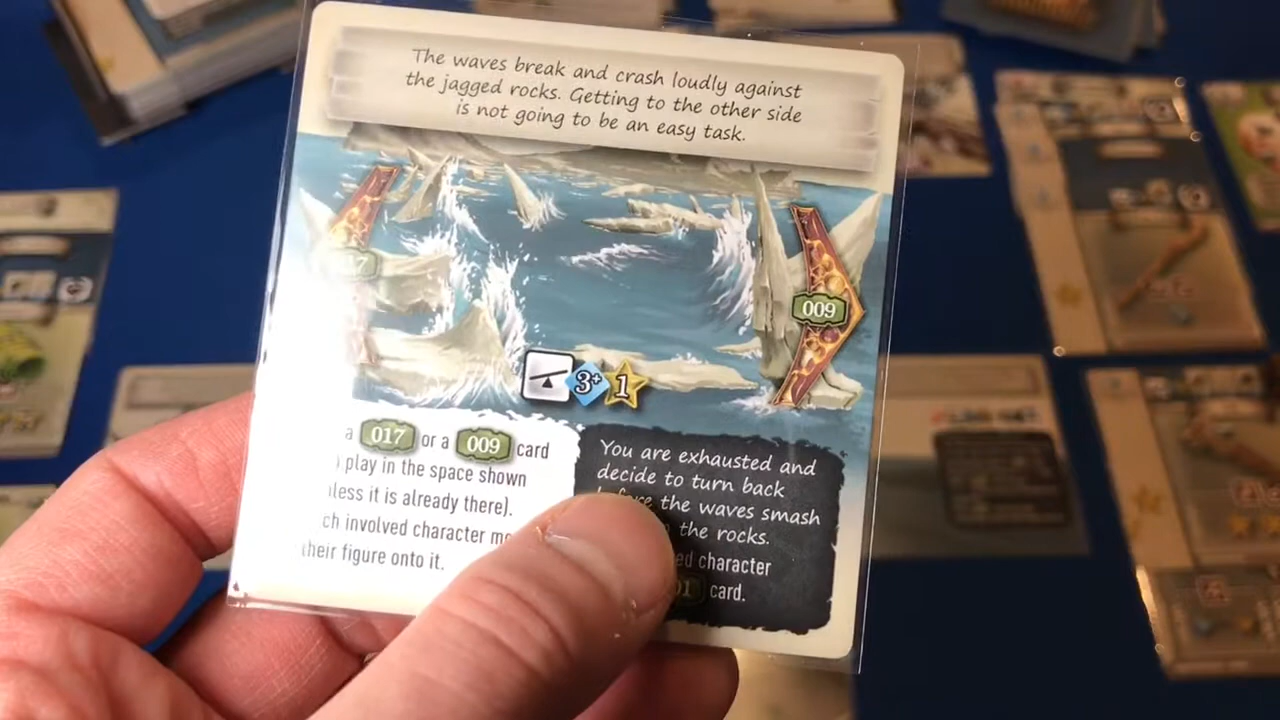 The waves break and crash loudly against
the jagged rocks. Getting to the other side
is not going to be an easy task.
009
3+ 1
a 017 or a 009 card
play in the space shown
less it is already there).
ch involved character
their figure onto it.
You are exhausted and
decide to turn back
the waves smash
the rocks.
ed character
card.